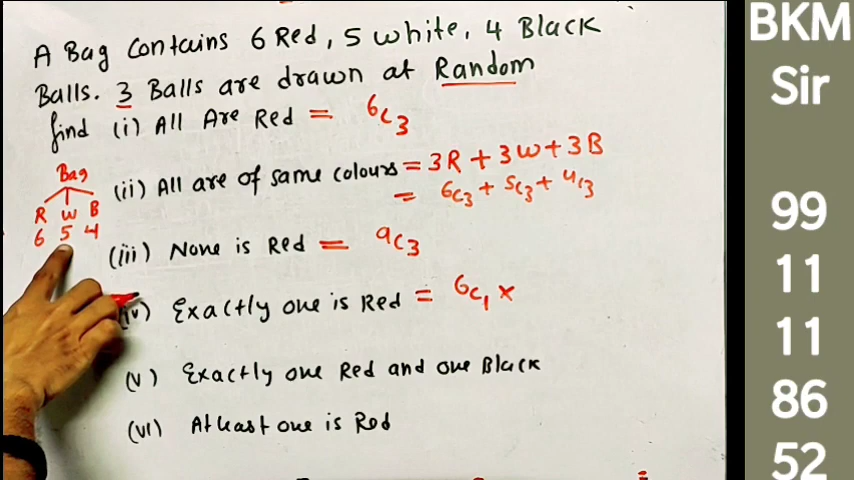 A Bag Contains 6 Red, 5 white, 4 Black
Balls. 3 Balls are drawn at Random
find (i) All Are Red = 6C3
(ii) All are of same colours = 3R + 3W + 3B
= 6C3 + 5C3 + 4C3
Bag
R W B
6 5 4
(iii) None is Red = 9C3
(iv) Exactly one is Red = 6C1 ×
(v) Exactly one Red and one Black
(vi) Atleast one is Red
BKM
Sir
99
11
11
86
52